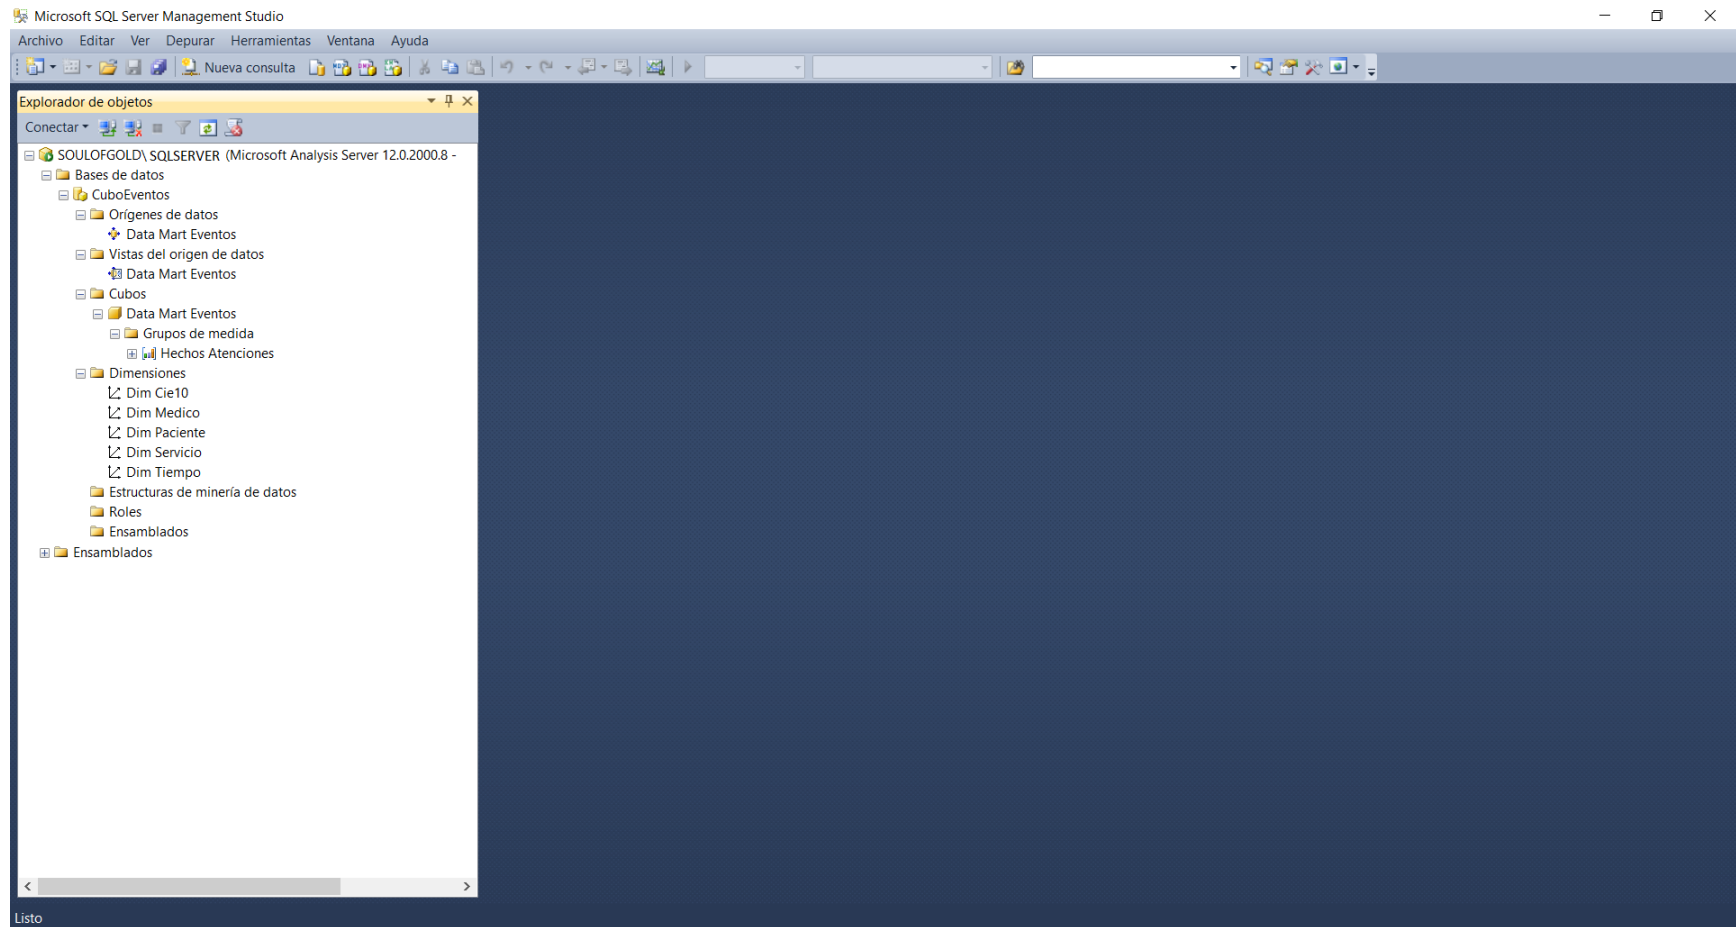 Microsoft SQL Server Management Studio
Archivo Editar Ver Depurar Herramientas Ventana Ayuda
Nueva consulta
Explorador de objetos
Conectar
SOULOFGOLD\SQLSERVER (Microsoft Analysis Server 12.0.2000.8 -
Bases de datos
CuboEventos
Orígenes de datos
Data Mart Eventos
Vistas del origen de datos
Data Mart Eventos
Cubos
Data Mart Eventos
Grupos de medida
Hechos Atenciones
Dimensiones
Dim Cie10
Dim Medico
Dim Paciente
Dim Servicio
Dim Tiempo
Estructuras de minería de datos
Roles
Ensamblados
Ensamblados
Listo